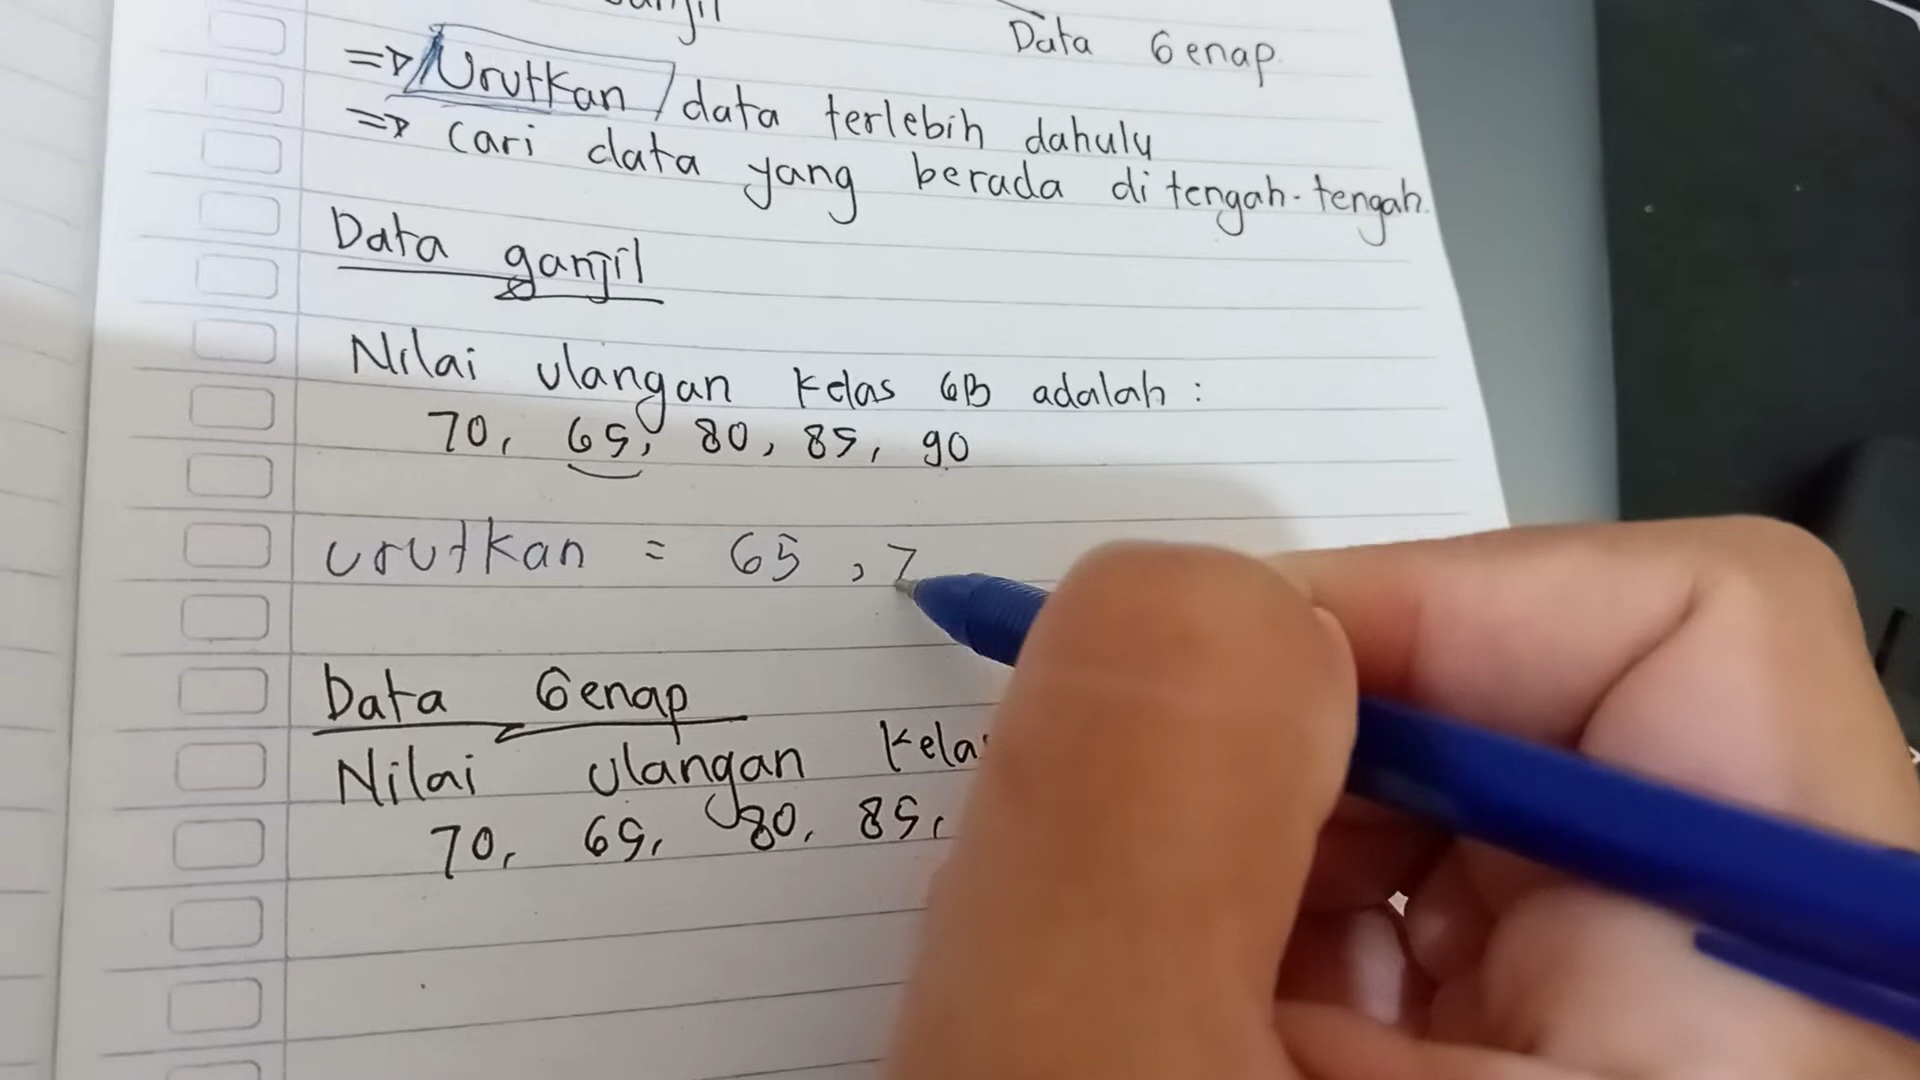 Data Genap
=> Urutkan data terlebih dahulu
=> cari data yang berada di tengah-tengah.
Data ganjil
Nilai ulangan kelas 6B adalah :
70, 65, 80, 85, 90
urutkan = 65 , 7
Data Genap
Nilai ulangan
70, 65, 80, 85,